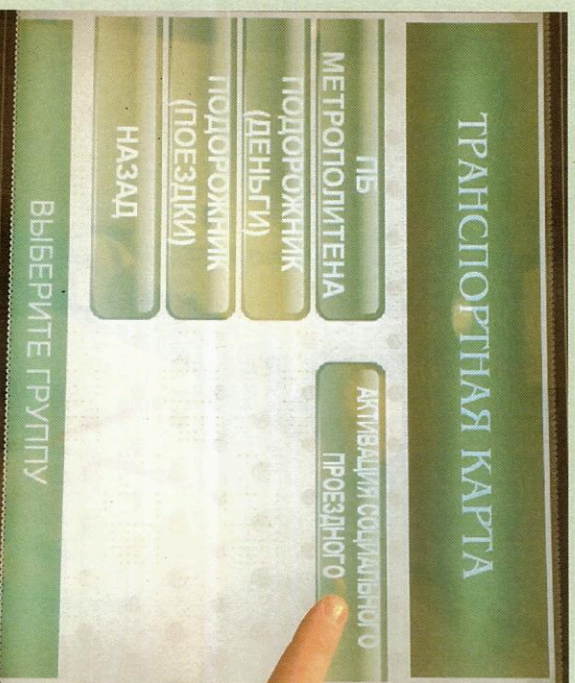 ТРАНСПОРТНАЯ КАРТА
ПБ
МЕТРОПОЛИТЕНА
ПОДОРОЖНИК
(ДЕНЬГИ)
ПОДОРОЖНИК
(ПОЕЗДКИ)
НАЗАД
АКТИВАЦИЯ СОЦИАЛЬНОГО
ПРОЕЗДНОГО
ВЫБЕРИТЕ ГРУППУ